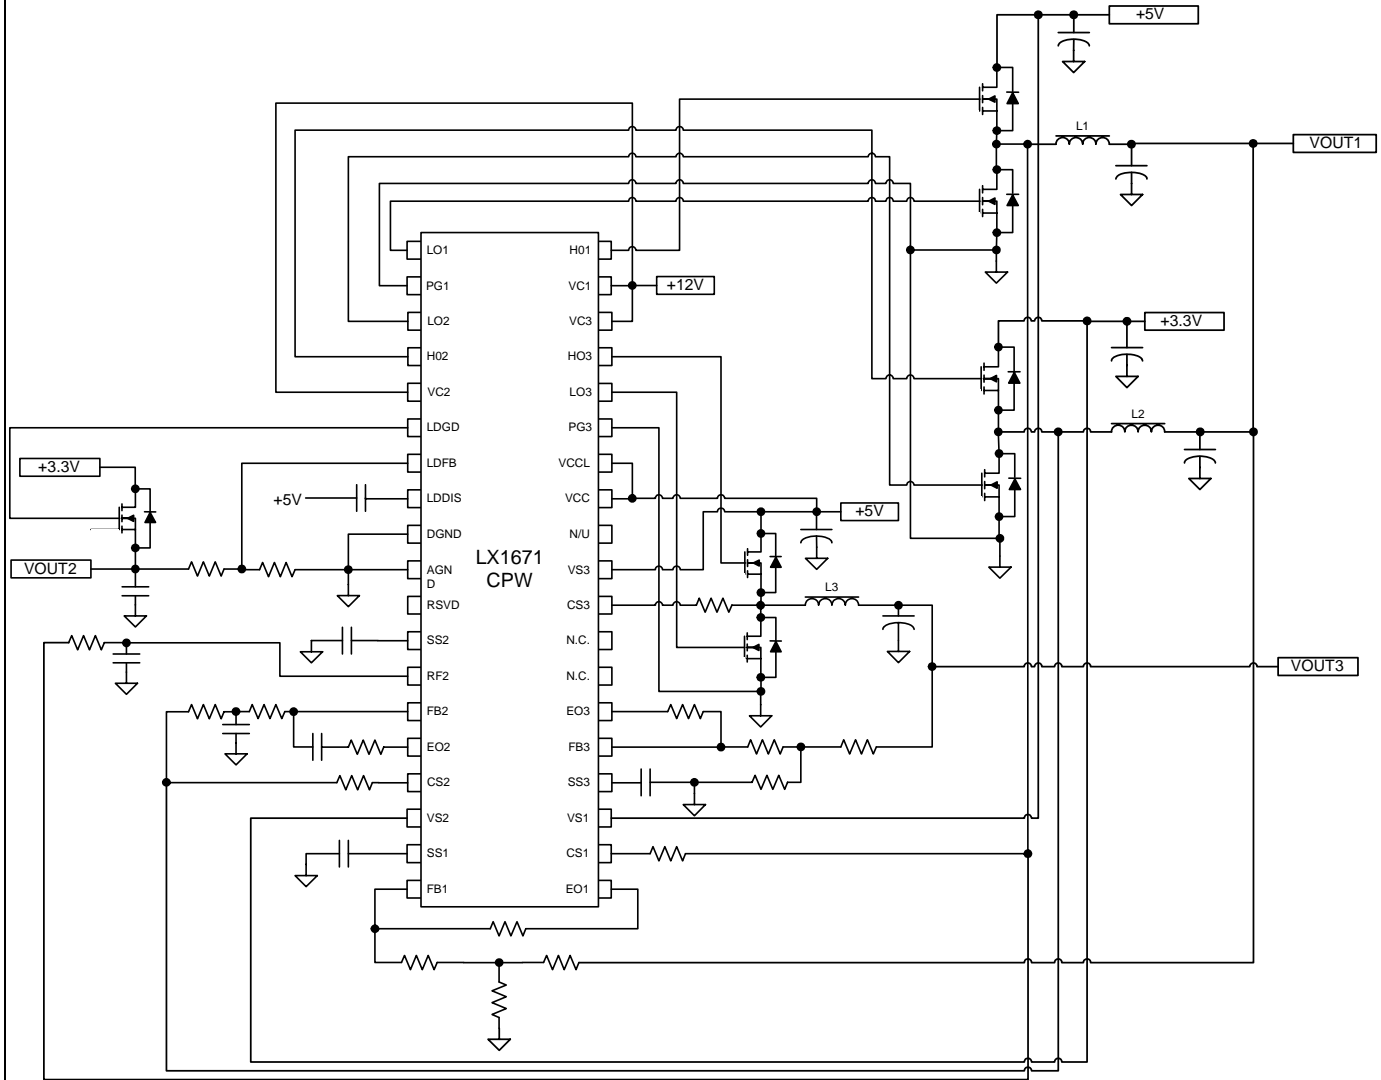 +5V
L1
VOUT1
LO1
H01
PG1
VC1
+12V
LO2
VC3
+3.3V
H02
HO3
VC2
LO3
L2
LDGD
PG3
+3.3V
LDFB
VCCL
+5V
LDDIS
VCC
+5V
DGND
N/U
LX1671
CPW
VOUT2
AGN
D
VS3
L3
RSVD
CS3
SS2
N.C.
VOUT3
RF2
N.C.
FB2
EO3
EO2
FB3
CS2
SS3
VS2
VS1
SS1
CS1
FB1
EO1